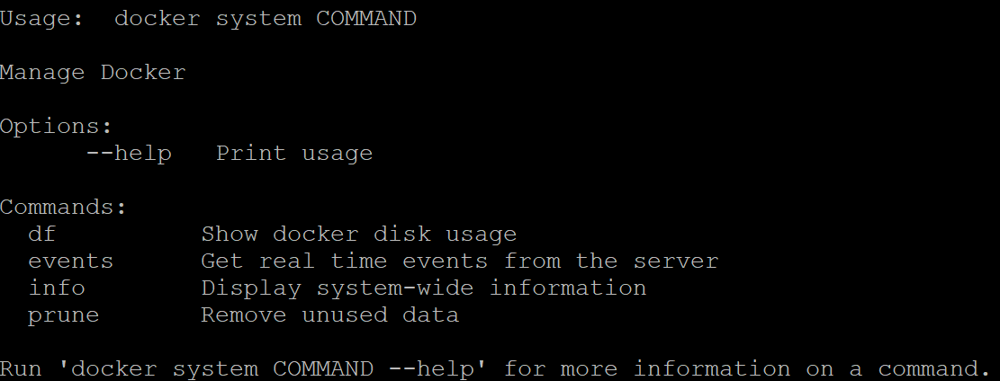 Usage:  docker system COMMAND

Manage Docker

Options:
      --help   Print usage

Commands:
  df          Show docker disk usage
  events      Get real time events from the server
  info        Display system-wide information
  prune       Remove unused data

Run 'docker system COMMAND --help' for more information on a command.